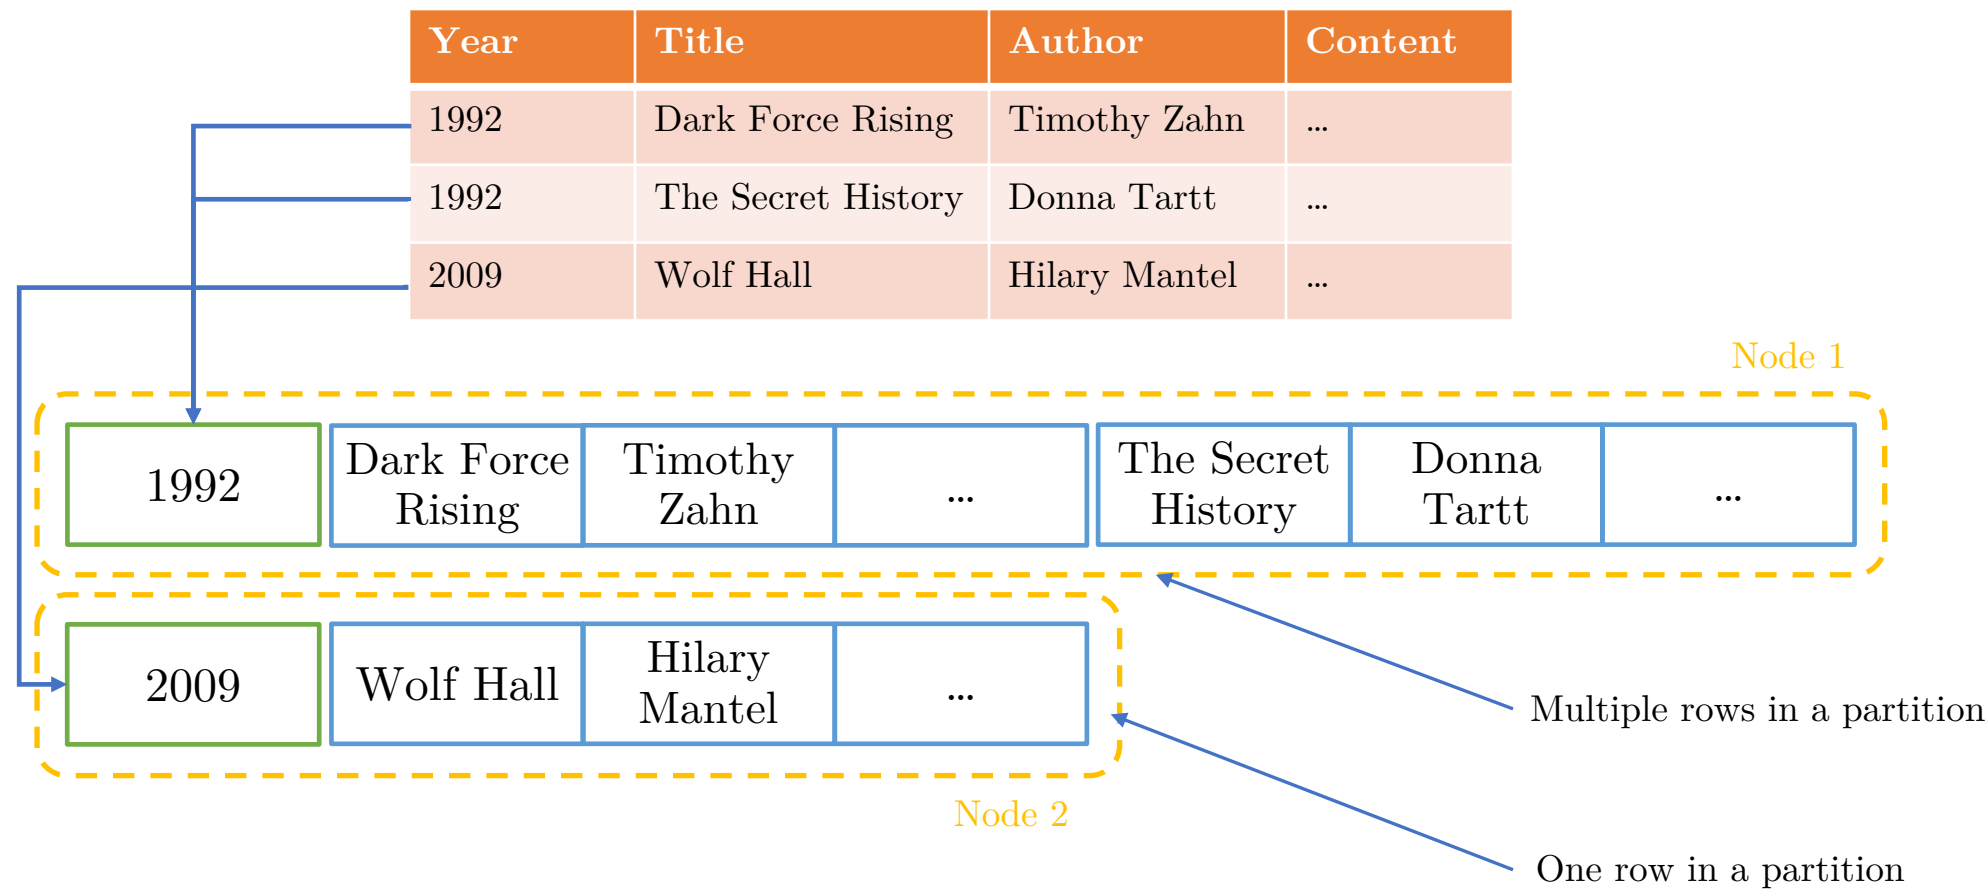 Year Title Author Content
1992 Dark Force Rising Timothy Zahn ...
1992 The Secret History Donna Tartt ...
2009 Wolf Hall Hilary Mantel ...
Node 1
1992
Dark Force
Rising
Timothy
Zahn
...
The Secret
History
Donna
Tartt
...
2009
Wolf Hall
Hilary
Mantel
...
Multiple rows in a partition
Node 2
One row in a partition